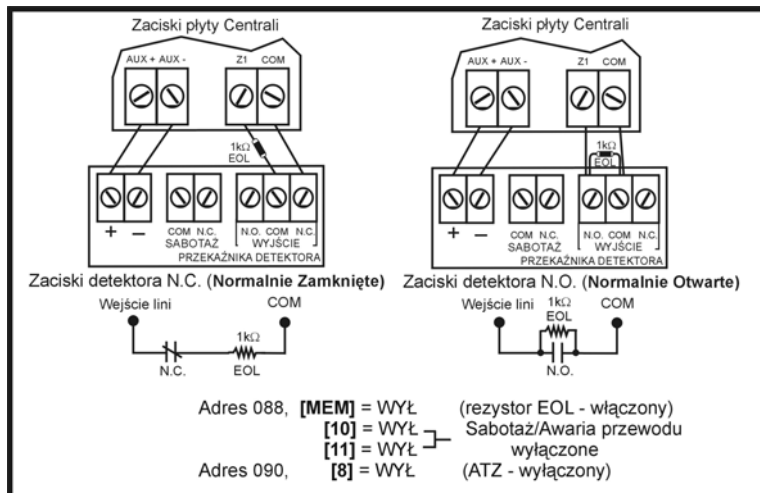 Zaciski płyty Centrali
AUX + AUX -
Z1 COM
1kΩ
EOL
+ −
COM N.C.
SABOTAŻ
N.O. COM N.C.
WYJŚCIE
PRZEKAŹNIKA DETEKTORA
Zaciski detektora N.C. (Normalnie Zamknięte)
Wejście lini
COM
1kΩ
N.C.
EOL
Zaciski płyty Centrali
AUX + AUX -
Z1 COM
1kΩ
EOL
+ −
COM N.C.
SABOTAŻ
N.O. COM N.C.
WYJŚCIE
PRZEKAŹNIKA DETEKTORA
Zaciski detektora N.O. (Normalnie Otwarte)
Wejście lini
1kΩ
EOL
COM
N.O.
Adres 088, [MEM] = WYŁ (rezystor EOL - włączony)
[10] = WYŁ Sabotaż/Awaria przewodu
[11] = WYŁ wyłączone
Adres 090, [8] = WYŁ (ATZ - wyłączony)